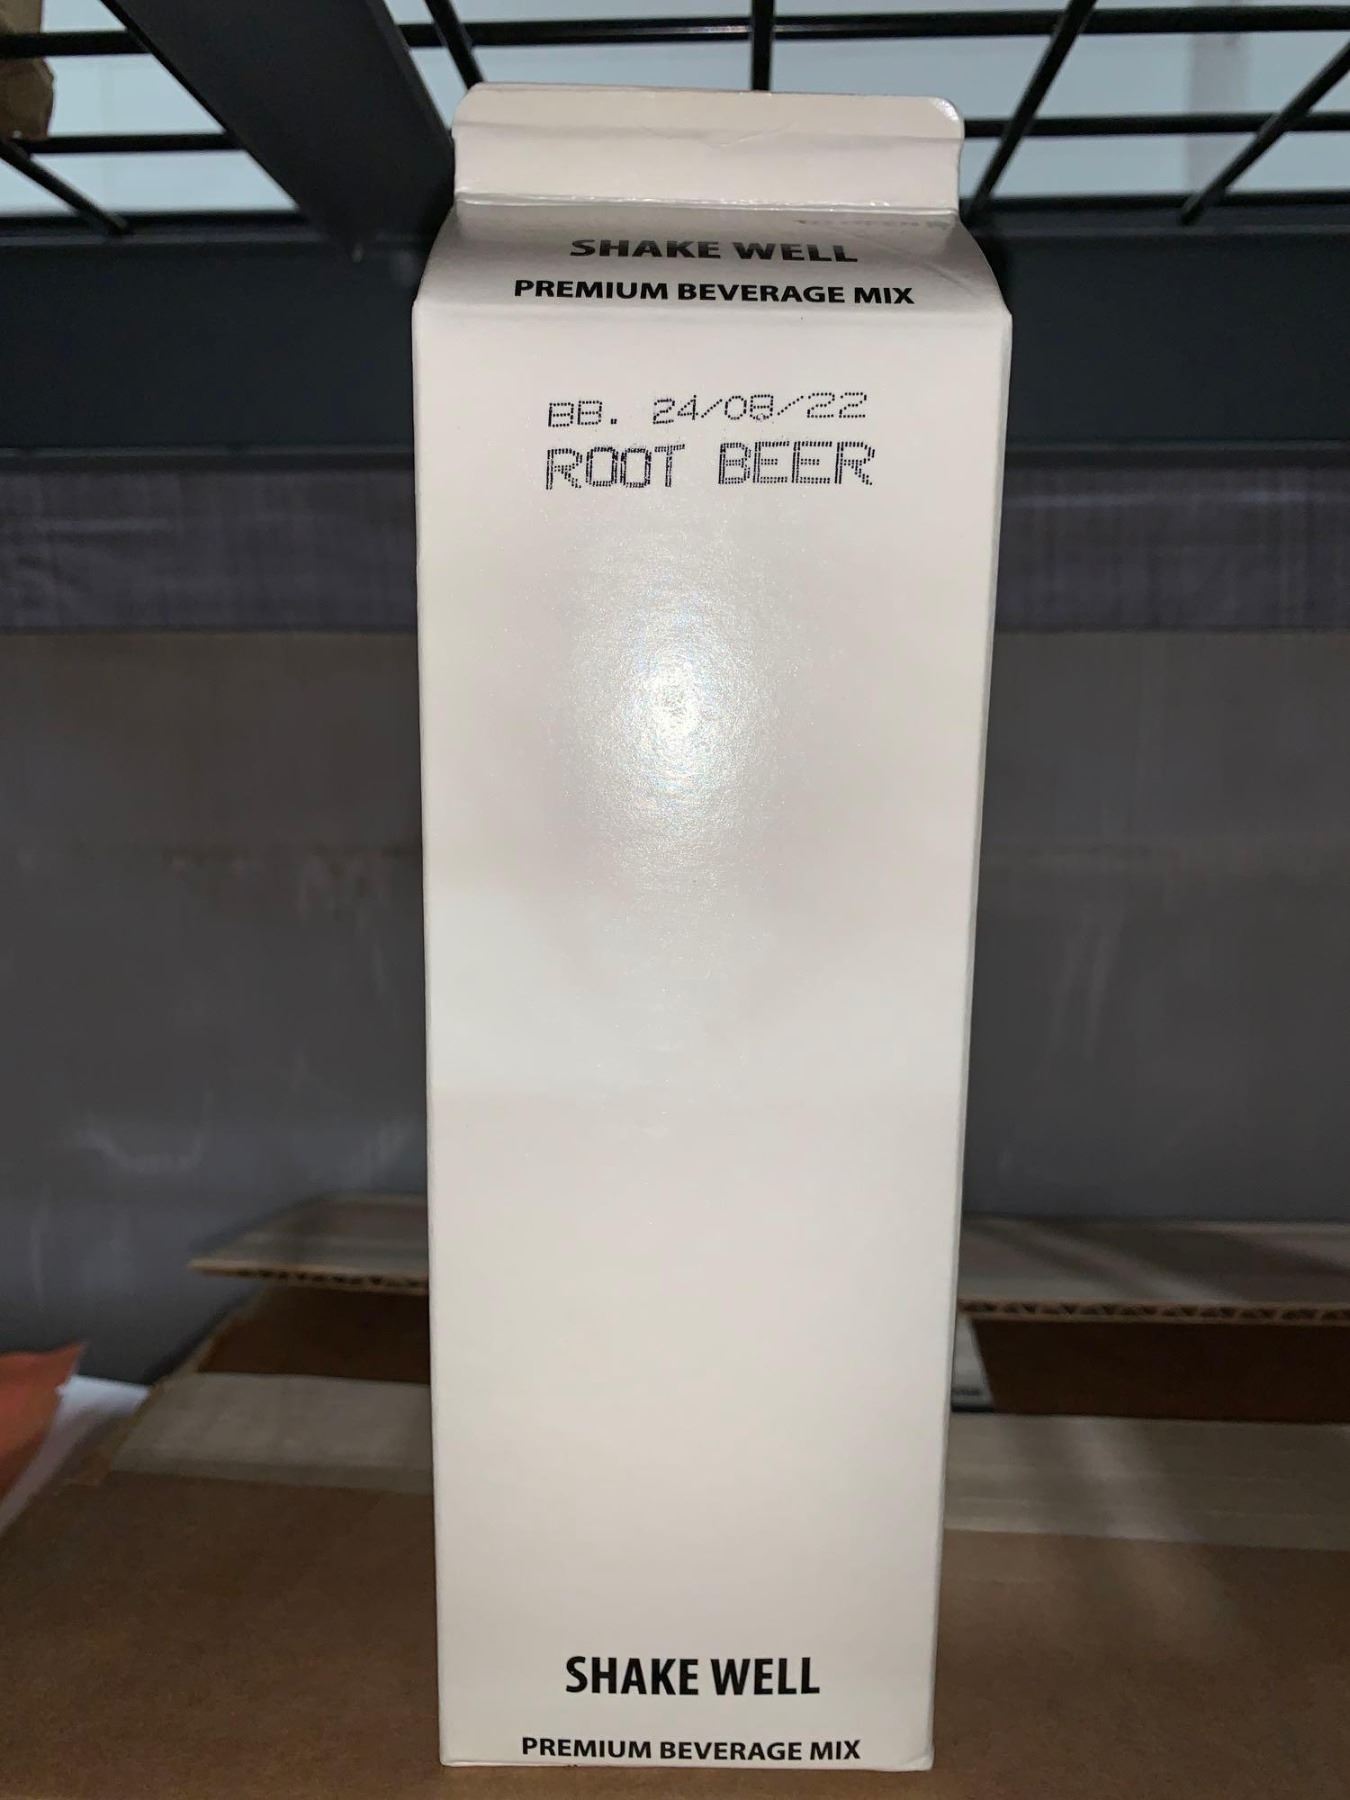 SHAKE WELL
PREMIUM BEVERAGE MIX
BB. 24/08/22
ROOT BEER
SHAKE WELL
PREMIUM BEVERAGE MIX